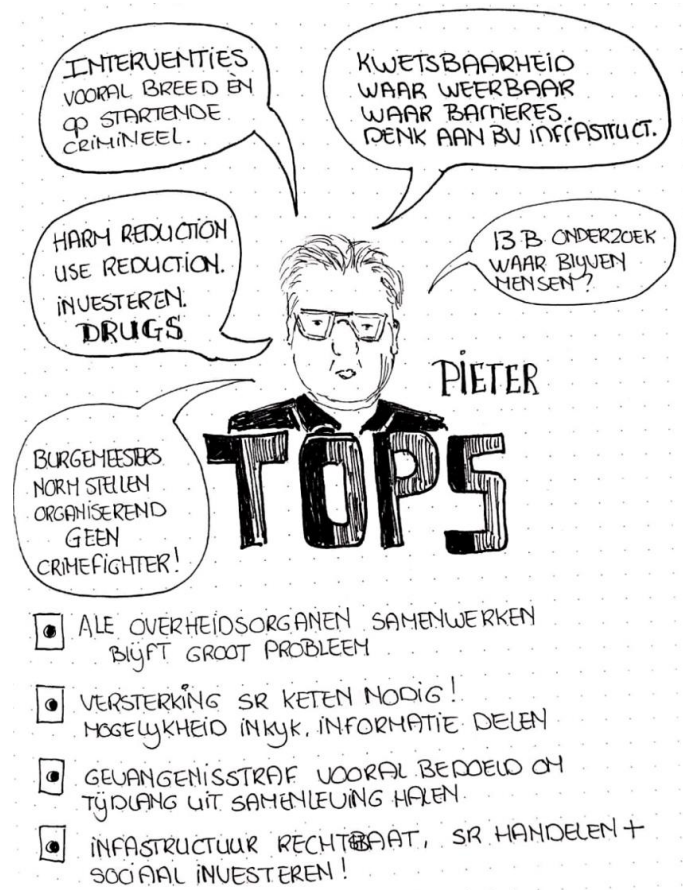 INTERVENTIES
VOORAL BREED ÈN
OP STARTENDE
CRIMINEEL.
KWETSBAARHEID
WAAR WEERBAAR
WAAR BARRIERES.
DENK AAN BV INFRASTRUCT.
HARM REDUCTION
USE REDUCTION.
INVESTEREN.
DRUGS
13 B. ONDERZOEK
WAAR BLIJVEN
MENSEN?
PIETER
TOPS
BURGEMEESTERS
NORM STELLEN
ORGANISEREND
GEEN
CRIMEFIGHTER!
ALE OVERHEIDSORGANEN SAMENWERKEN
BLIJFT GROOT PROBLEEM
VERSTERKING SR KETEN NODIG!
MOGELIJKHEID INKIJK, INFORMATIE DELEN
GEVANGENISSTRAF VOORAL BEDOELD OM
TIJDLANG UIT SAMENLEVING HALEN.
INFASTRUCTUUR RECHTBAAT, SR HANDELEN +
SOCIAAL INVESTEREN!